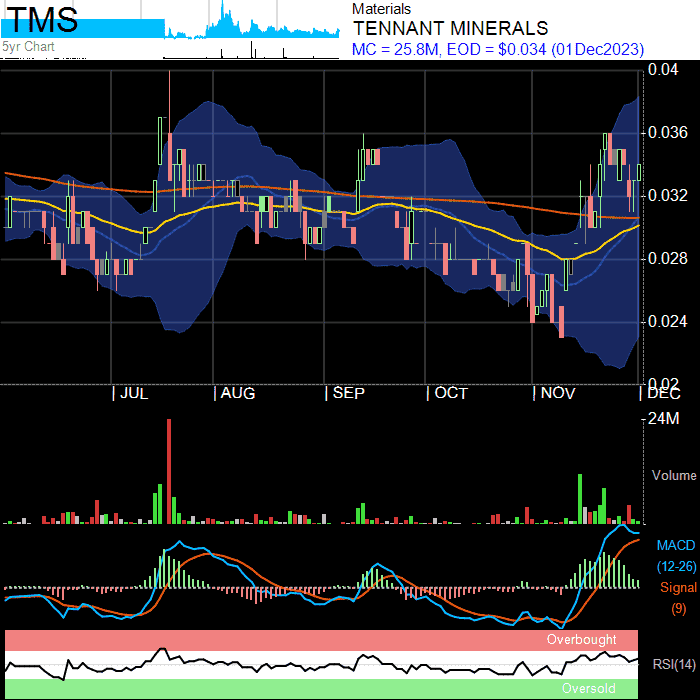 TMS
5yr Chart
Materials
TENNANT MINERALS
MC = 25.8M, EOD = $0.034 (01Dec2023)
0.04
0.036
0.032
0.028
0.024
0.02
JUL
AUG
SEP
OCT
NOV
DEC
24M
Volume
MACD
(12-26)
Signal
(9)
Overbought
RSI(14)
Oversold